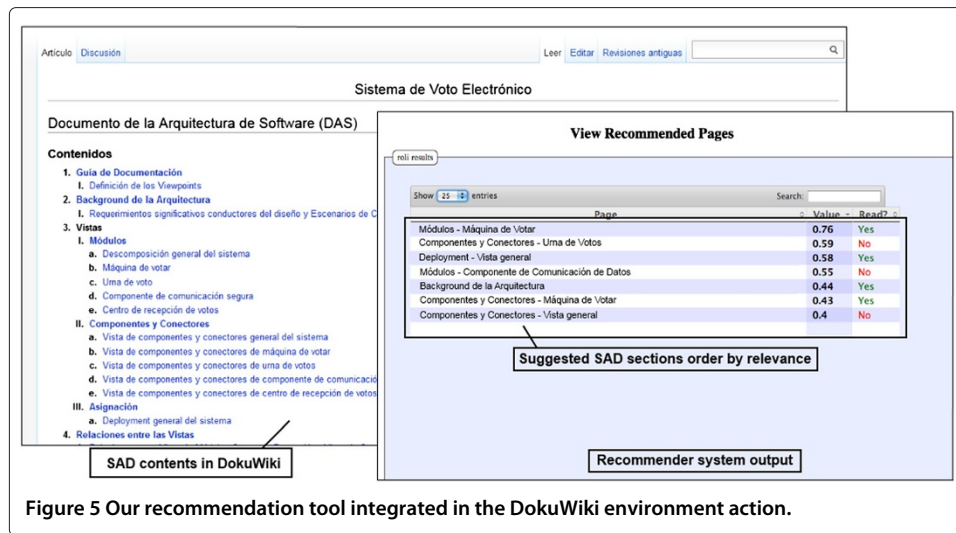 Artículo Discusión
Leer Editar Revisiones antiguas
Sistema de Voto Electrónico
Documento de la Arquitectura de Software (DAS)
Contenidos
1. Guía de Documentación
I. Definición de los Viewpoints
2. Background de la Arquitectura
I. Requerimientos significativos conductores del diseño y Escenarios de C
3. Vistas
I. Módulos
a. Descomposición general del sistema
b. Máquina de votar
c. Urna de voto
d. Componente de comunicación segura
e. Centro de recepción de votos
II. Componentes y Conectores
a. Vista de componentes y conectores general del sistema
b. Vista de componentes y conectores de máquina de votar
c. Vista de componentes y conectores de urna de votos
d. Vista de componentes y conectores de componente de comunicació
e. Vista de componentes y conectores de centro de recepción de votos
III. Asignación
a. Deployment general del sistema
4. Relaciones entre las Vistas
SAD contents in DokuWiki
View Recommended Pages
roli results
Show 25 entries Search:
Page Value Read?
Módulos - Máquina de Votar 0.76 Yes
Componentes y Conectores - Urna de Votos 0.59 No
Deployment - Vista general 0.58 Yes
Módulos - Componente de Comunicación de Datos 0.55 No
Background de la Arquitectura 0.44 Yes
Componentes y Conectores - Máquina de Votar 0.43 Yes
Componentes y Conectores - Vista general 0.4 No
Suggested SAD sections order by relevance
Recommender system output
Figure 5 Our recommendation tool integrated in the DokuWiki environment action.